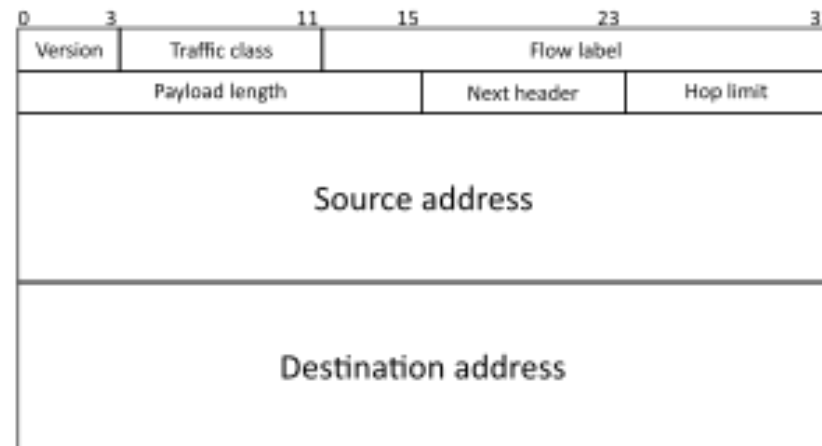 0 3 11 15 23 3
Version Traffic class Flow label
Payload length Next header Hop limit
Source address
Destination address